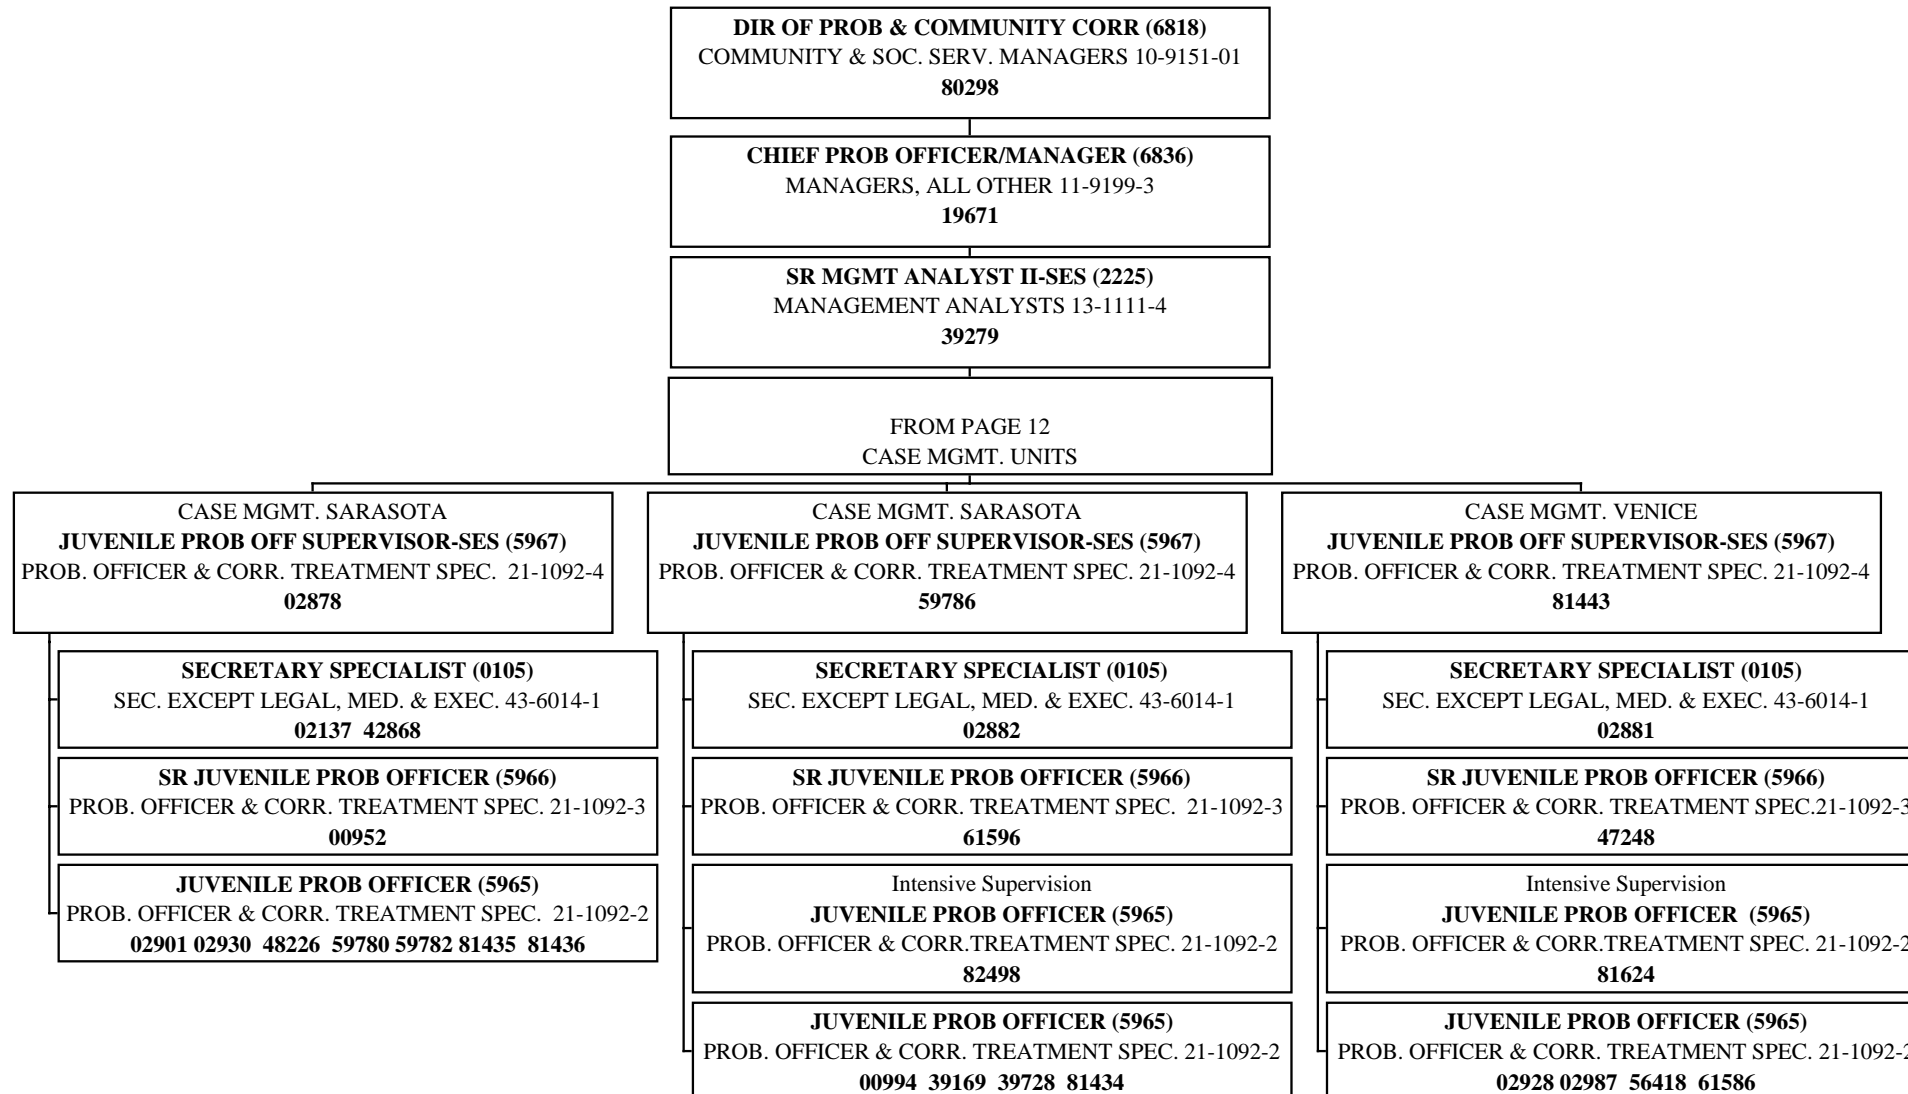 DIR OF PROB & COMMUNITY CORR (6818)
COMMUNITY & SOC. SERV. MANAGERS 10-9151-01
80298
CHIEF PROB OFFICER/MANAGER (6836)
MANAGERS, ALL OTHER 11-9199-3
19671
SR MGMT ANALYST II-SES (2225)
MANAGEMENT ANALYSTS 13-1111-4
39279
FROM PAGE 12
CASE MGMT. UNITS
CASE MGMT. SARASOTA
JUVENILE PROB OFF SUPERVISOR-SES (5967)
PROB. OFFICER & CORR. TREATMENT SPEC. 21-1092-4
02878
SECRETARY SPECIALIST (0105)
SEC. EXCEPT LEGAL, MED. & EXEC. 43-6014-1
02137 42868
SR JUVENILE PROB OFFICER (5966)
PROB. OFFICER & CORR. TREATMENT SPEC. 21-1092-3
00952
JUVENILE PROB OFFICER (5965)
PROB. OFFICER & CORR. TREATMENT SPEC. 21-1092-2
02901 02930 48226 59780 59782 81435 81436
CASE MGMT. SARASOTA
JUVENILE PROB OFF SUPERVISOR-SES (5967)
PROB. OFFICER & CORR. TREATMENT SPEC. 21-1092-4
59786
SECRETARY SPECIALIST (0105)
SEC. EXCEPT LEGAL, MED. & EXEC. 43-6014-1
02882
SR JUVENILE PROB OFFICER (5966)
PROB. OFFICER & CORR. TREATMENT SPEC. 21-1092-3
61596
Intensive Supervision
JUVENILE PROB OFFICER (5965)
PROB. OFFICER & CORR.TREATMENT SPEC. 21-1092-2
82498
JUVENILE PROB OFFICER (5965)
PROB. OFFICER & CORR. TREATMENT SPEC. 21-1092-2
00994 39169 39728 81434
CASE MGMT. VENICE
JUVENILE PROB OFF SUPERVISOR-SES (5967)
PROB. OFFICER & CORR. TREATMENT SPEC. 21-1092-4
81443
SECRETARY SPECIALIST (0105)
SEC. EXCEPT LEGAL, MED. & EXEC. 43-6014-1
02881
SR JUVENILE PROB OFFICER (5966)
PROB. OFFICER & CORR. TREATMENT SPEC.21-1092-3
47248
Intensive Supervision
JUVENILE PROB OFFICER (5965)
PROB. OFFICER & CORR.TREATMENT SPEC. 21-1092-2
81624
JUVENILE PROB OFFICER (5965)
PROB. OFFICER & CORR. TREATMENT SPEC. 21-1092-2
02928 02987 56418 61586